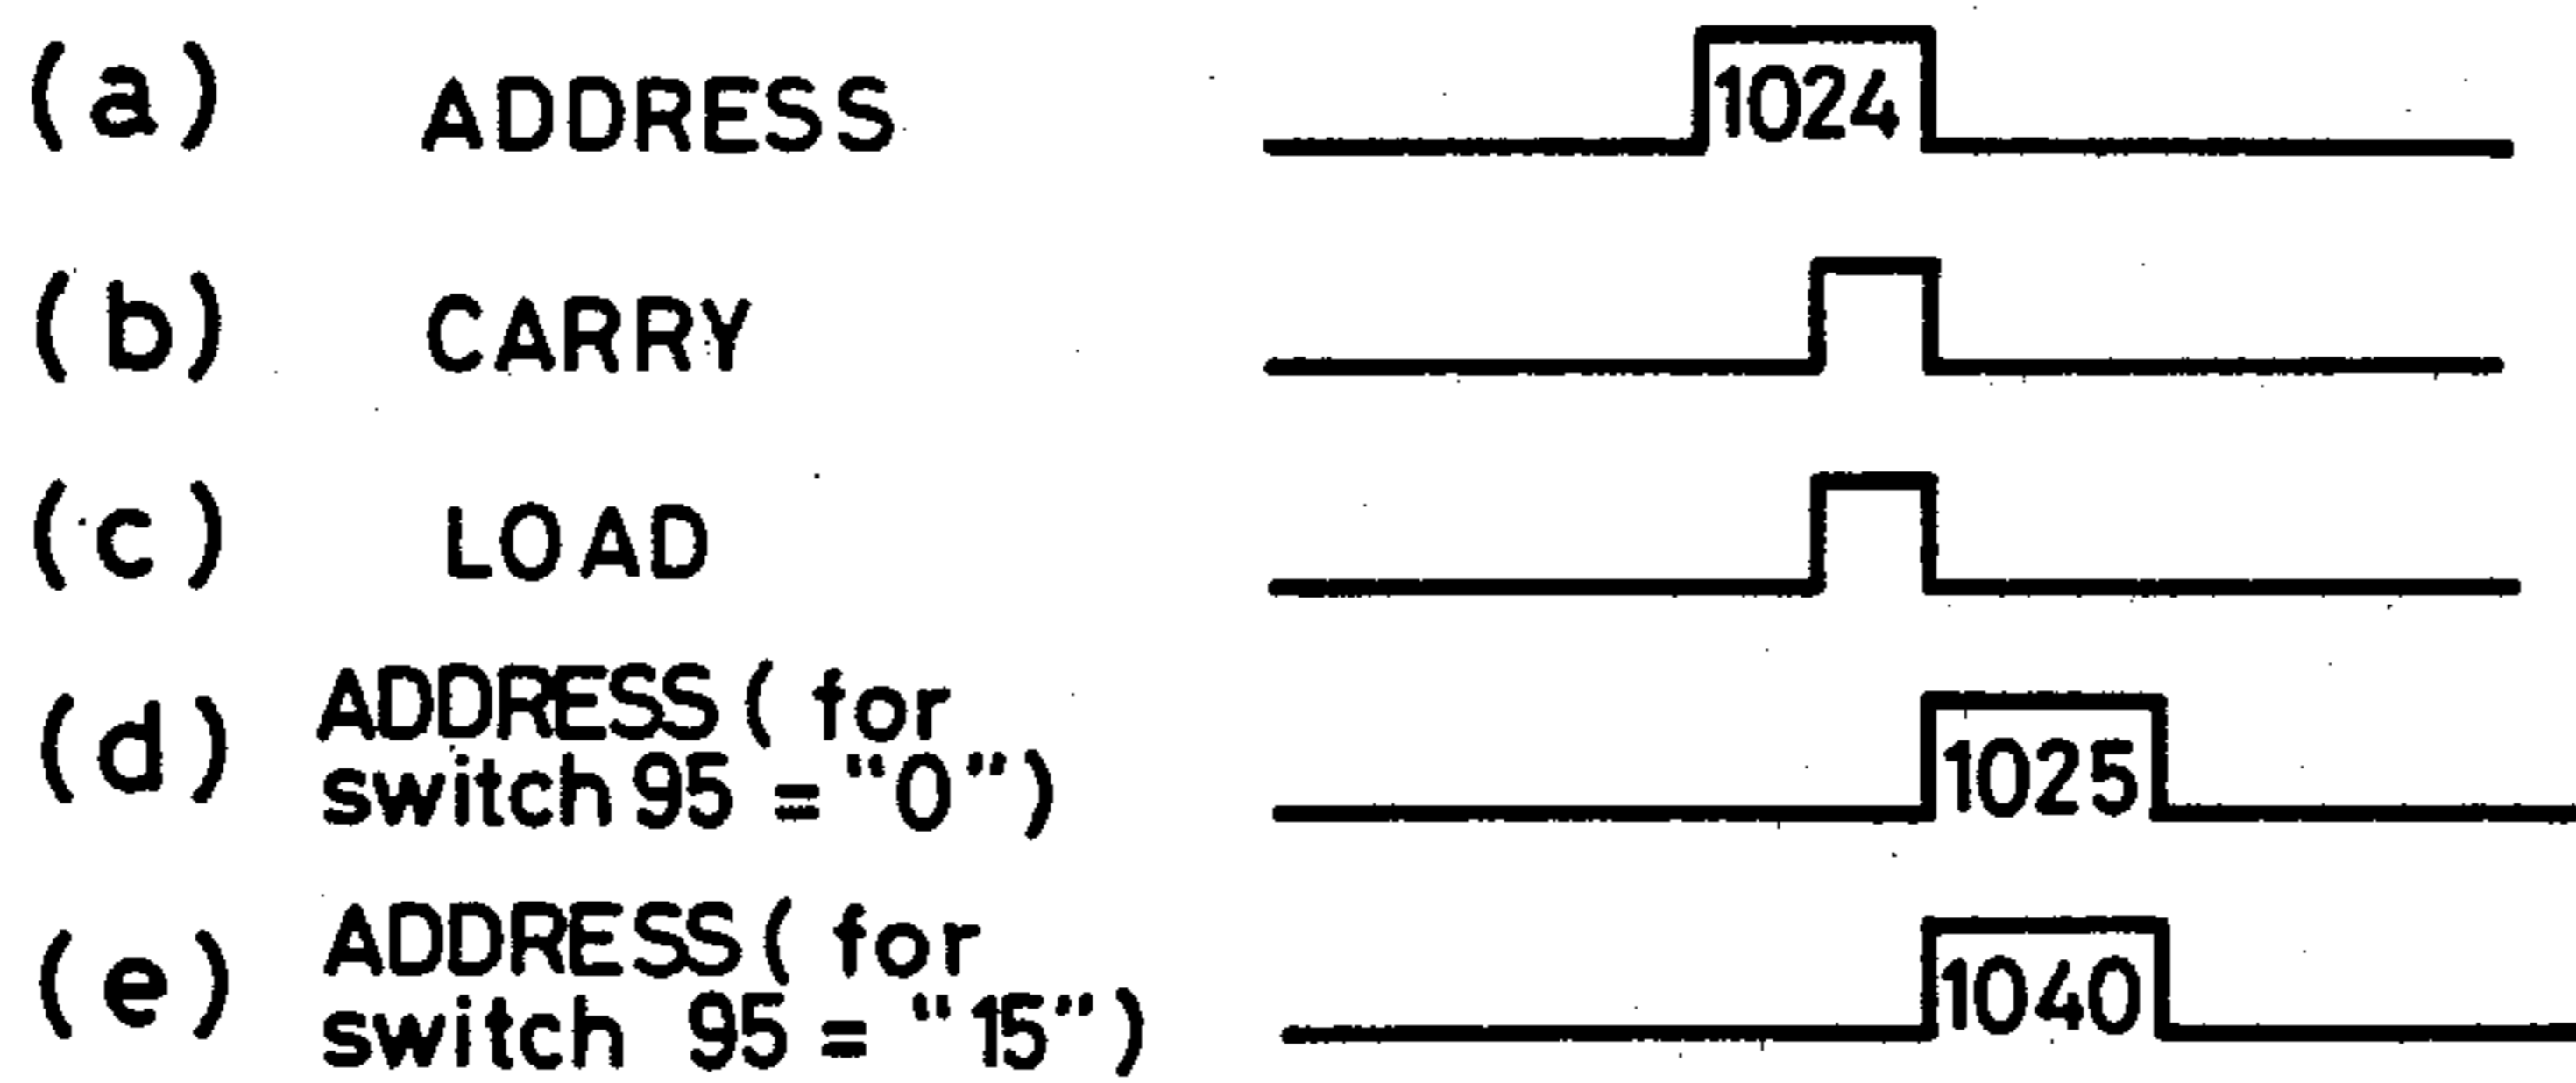 (a) ADDRESS 1024
(b) CARRY
(c) LOAD
(d) ADDRESS ( for
switch 95 = "0" ) 1025
(e) ADDRESS ( for
switch 95 = "15" ) 1040